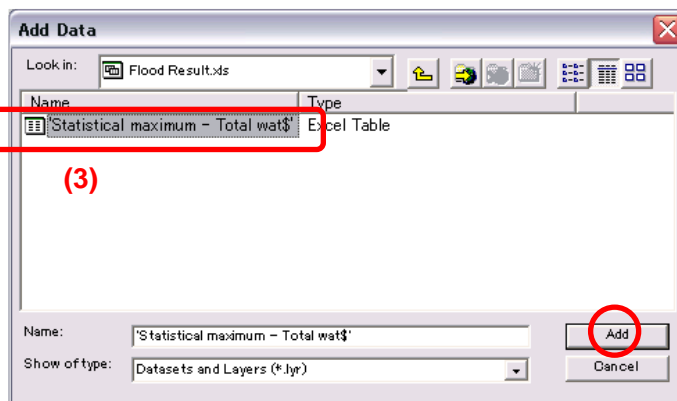 Add Data
Look in: Flood Result.xls
Name Type
'Statistical maximum - Total wat$' Excel Table
(3)
Name: 'Statistical maximum - Total wat$' Add
Show of type: Datasets and Layers (*.lyr) Cancel